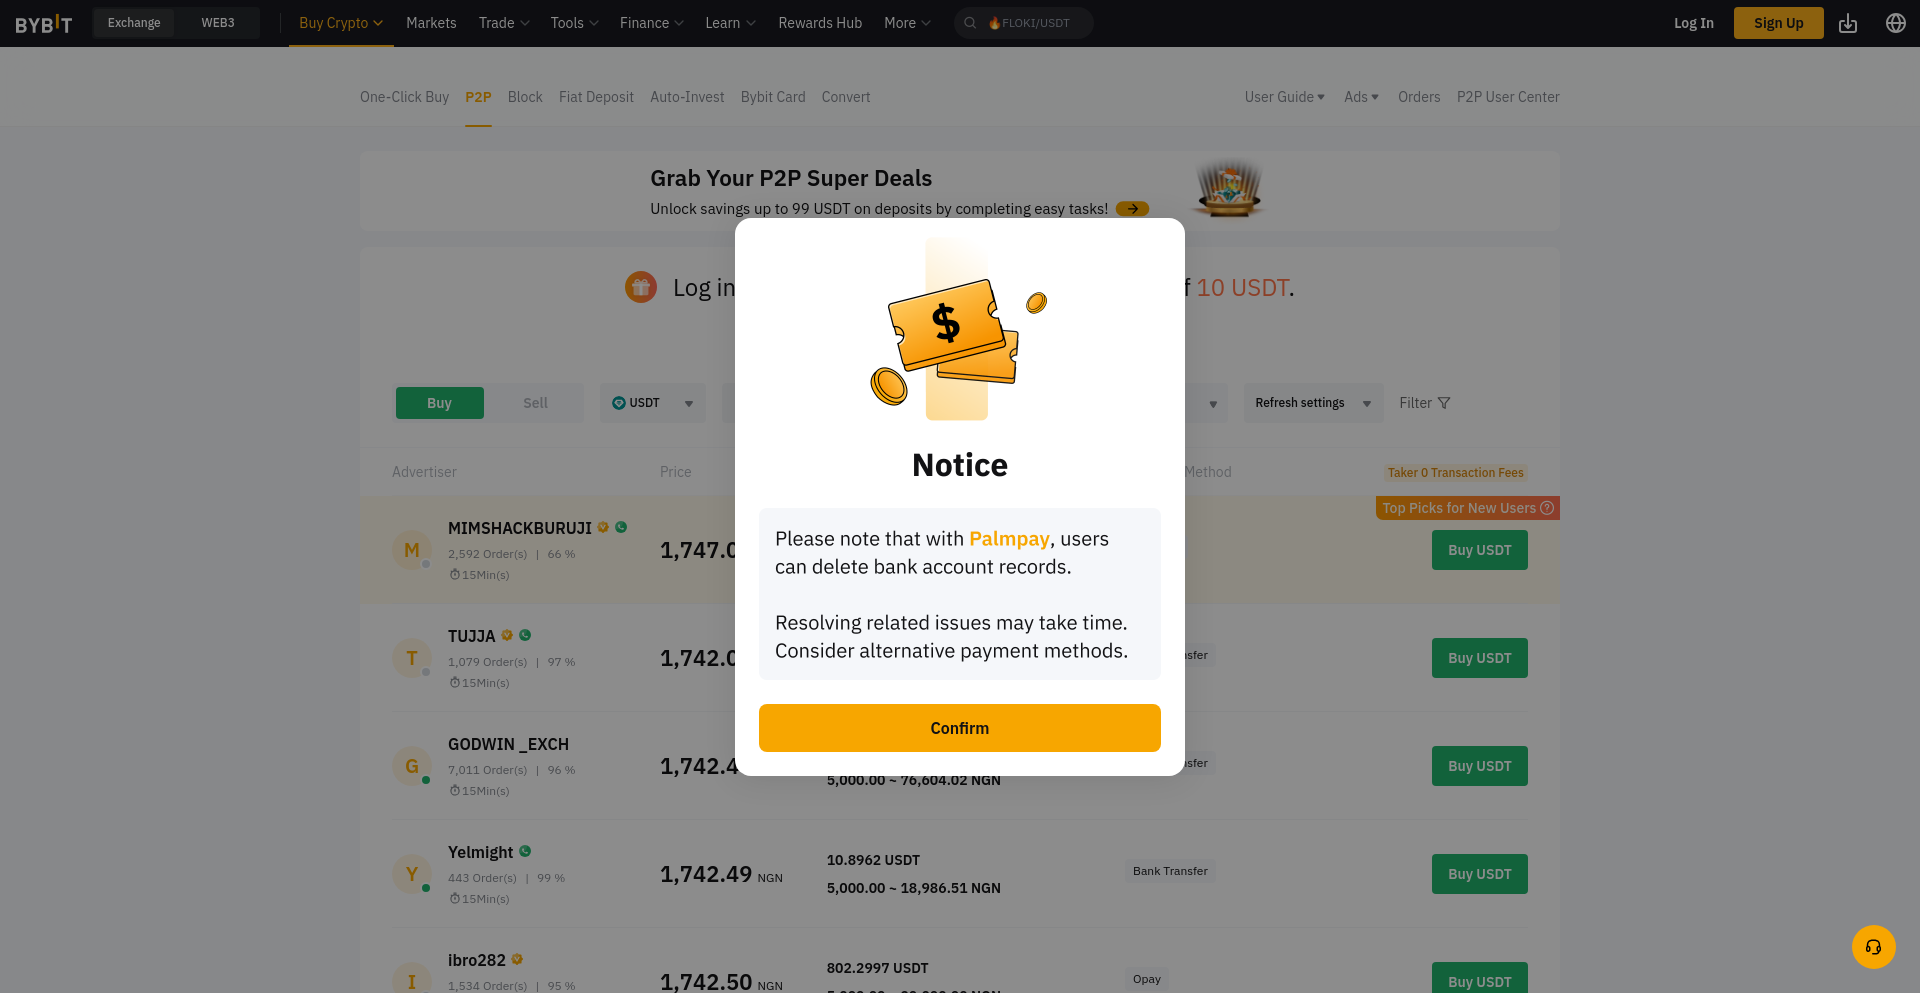 BYBIT Exchange WEB3 Buy Crypto Markets Trade Tools Finance Learn Rewards Hub More 🔥FLOKI/USDT Log In Sign Up
One-Click Buy P2P Block Fiat Deposit Auto-Invest Bybit Card Convert User Guide Ads Orders P2P User Center
Grab Your P2P Super Deals
Unlock savings up to 99 USDT on deposits by completing easy tasks!
Log in
10 USDT.
$
Buy Sell USDT Refresh settings Filter
Notice
Advertiser Price Method Taker 0 Transaction Fees
Top Picks for New Users
Please note that with Palmpay, users
can delete bank account records.
Resolving related issues may take time.
Consider alternative payment methods.
Confirm
M
MIMSHACKBURUJI
2,592 Order(s) | 66 %
15Min(s)
1,747.0
Buy USDT
T
TUJJA
1,079 Order(s) | 97 %
15Min(s)
1,742.0
Buy USDT
G
GODWIN _EXCH
7,011 Order(s) | 96 %
15Min(s)
1,742.4
5,000.00 ~ 76,604.02 NGN
Buy USDT
Y
Yelmight
443 Order(s) | 99 %
15Min(s)
1,742.49 NGN
10.8962 USDT
5,000.00 ~ 18,986.51 NGN
Bank Transfer
Buy USDT
I
ibro282
1,534 Order(s) | 95 %
1,742.50 NGN
802.2997 USDT
Opay
Buy USDT